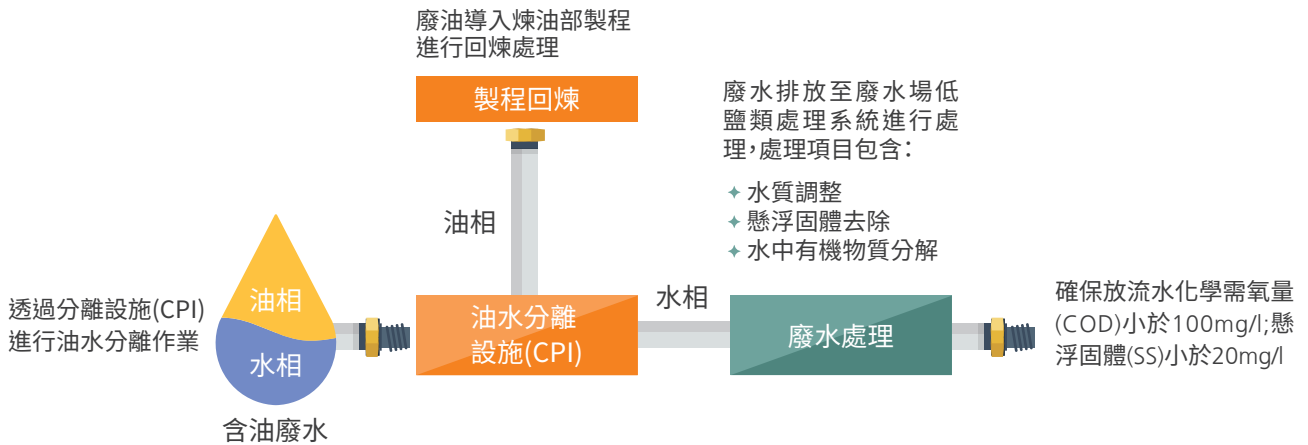 廢油導入煉油部製程
進行回煉處理
製程回煉
廢水排放至廢水場低
鹽類處理系統進行處
理,處理項目包含:
水質調整
懸浮固體去除
水中有機物質分解
油相
透過分離設施(CPI)
進行油水分離作業
油相
水相
含油廢水
油水分離
設施(CPI)
水相
廢水處理
確保放流水化學需氧量
(COD)小於100mg/l;懸
浮固體(SS)小於20mg/l